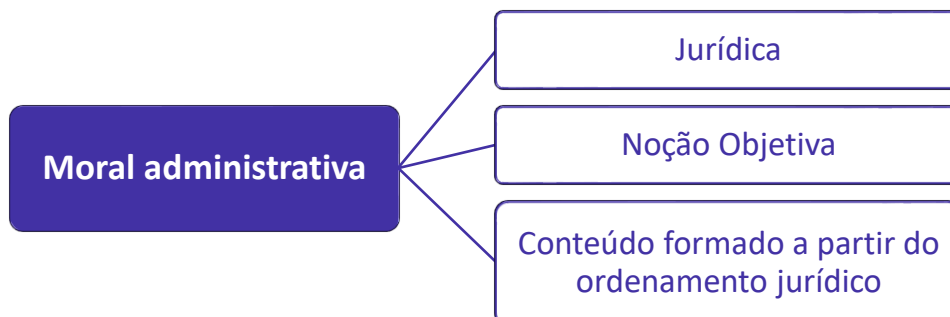 Moral administrativa
Jurídica
Noção Objetiva
Conteúdo formado a partir do
ordenamento jurídico